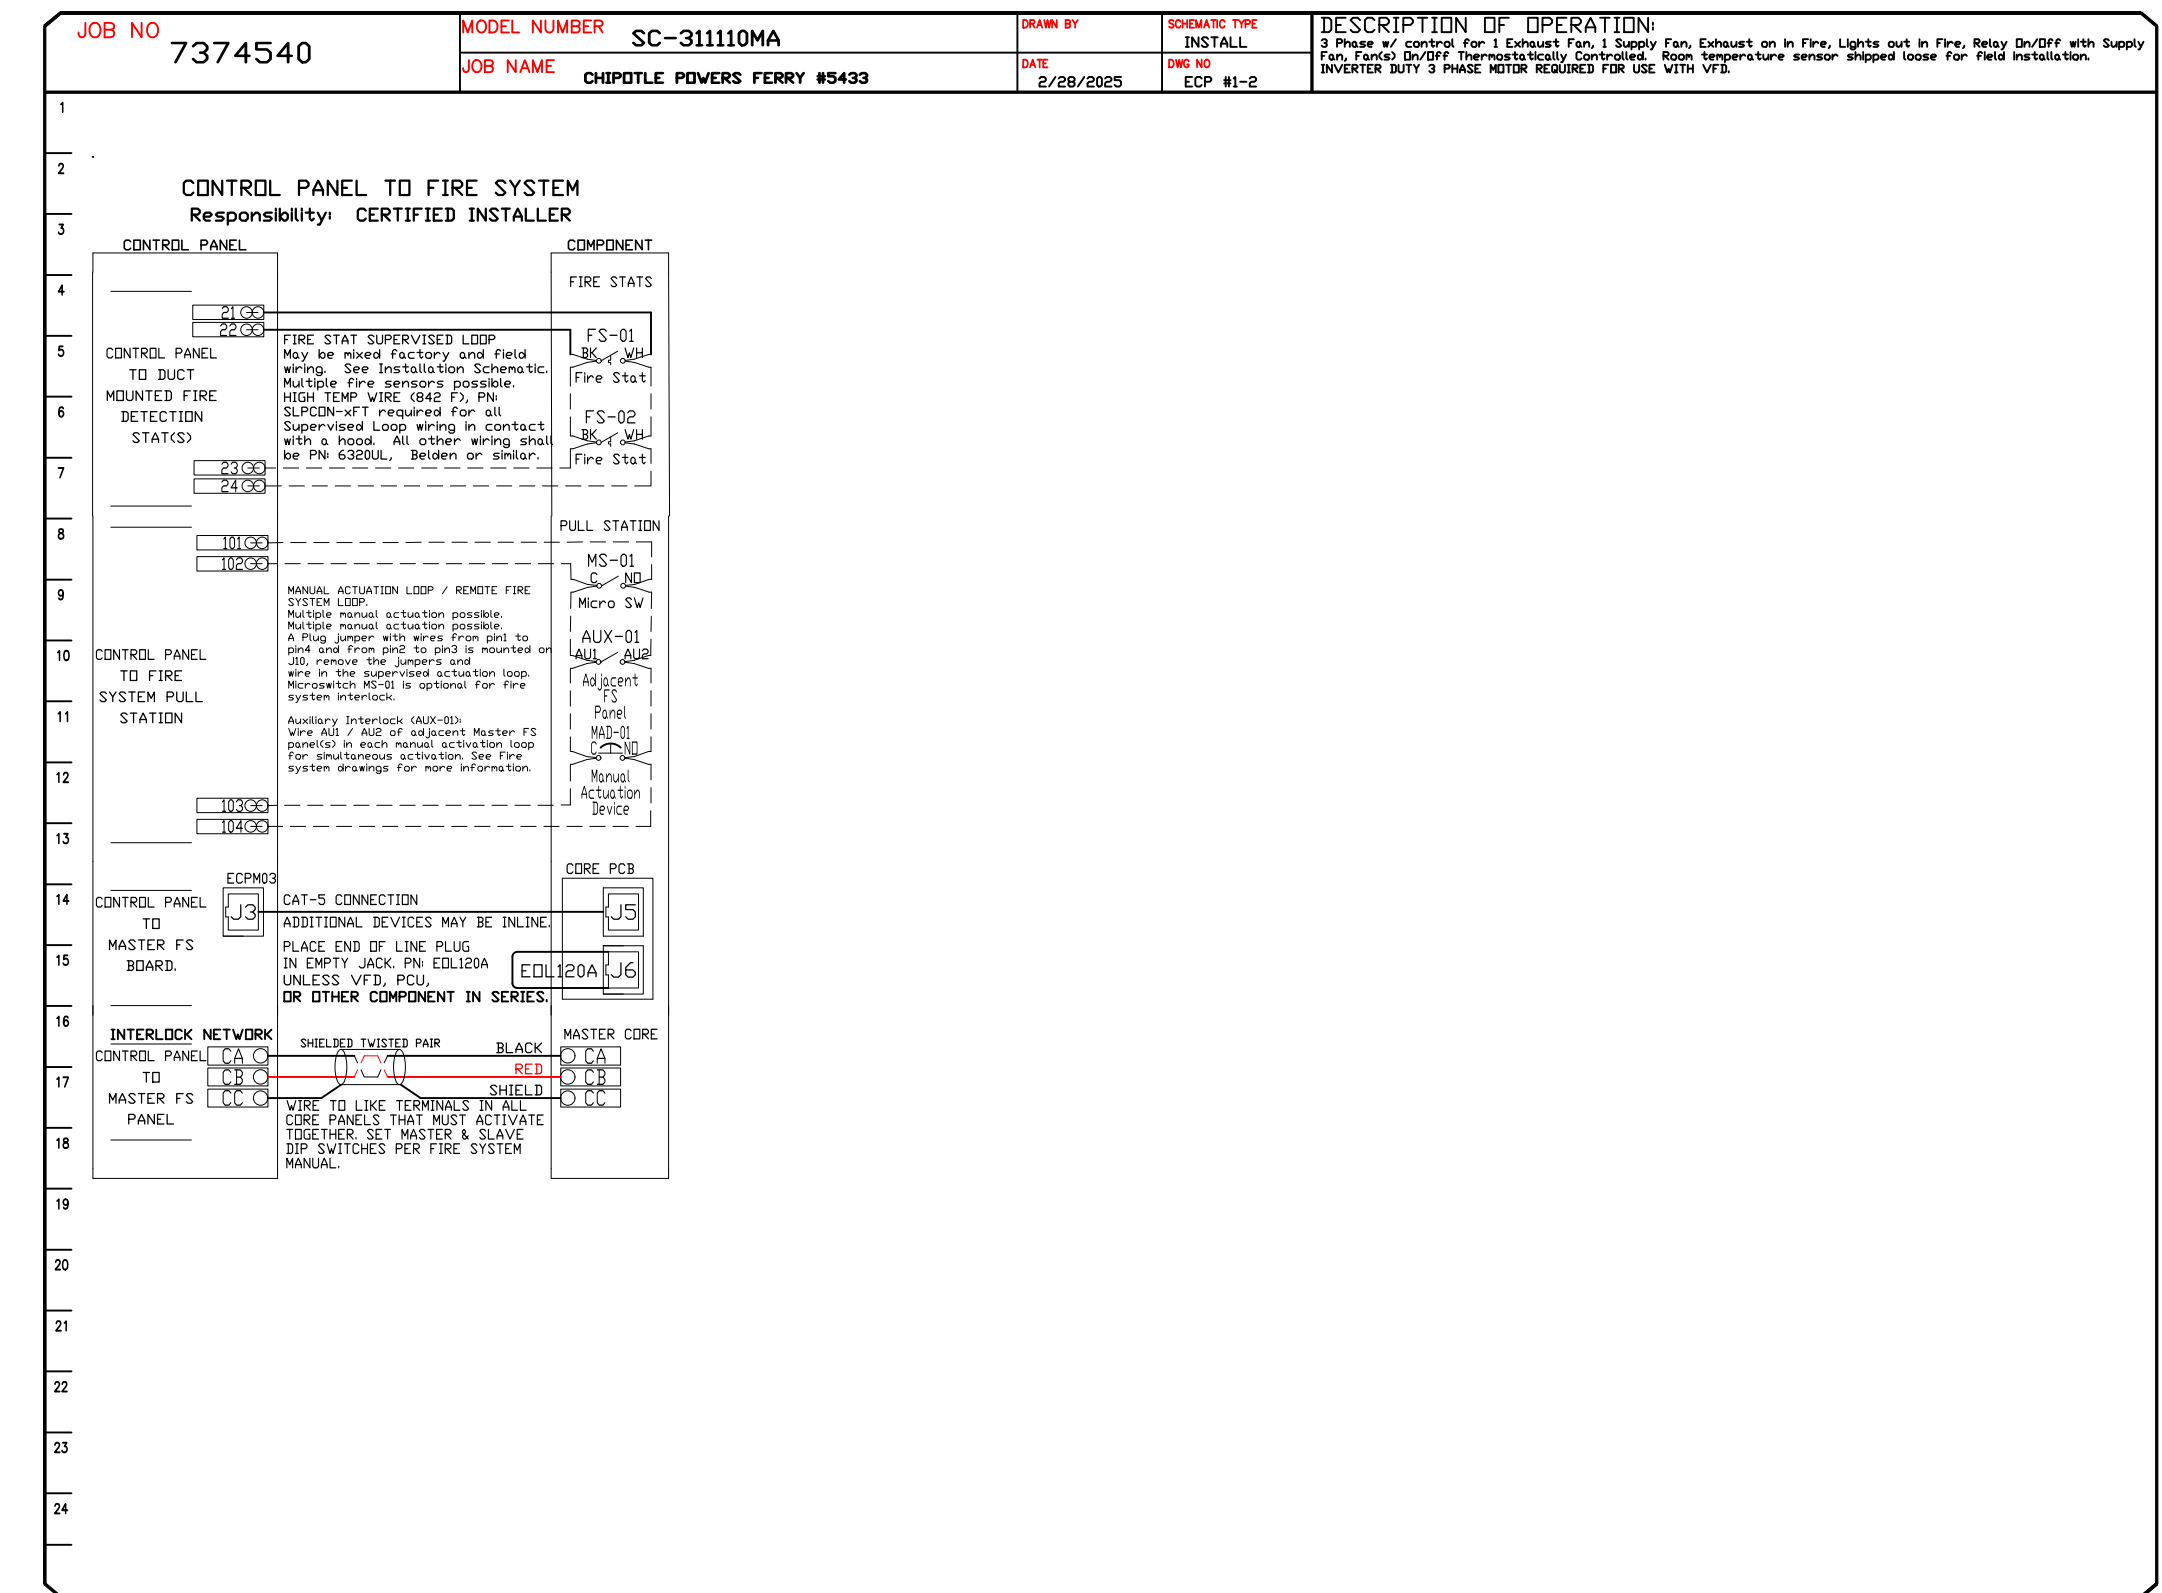 JOB NO
7374540
MODEL NUMBER
SC-311110MA
JOB NAME
CHIPOTLE POWERS FERRY #5433
DRAWN BY
DATE
2/28/2025
SCHEMATIC TYPE
INSTALL
DWG NO
ECP #1-2
DESCRIPTION OF OPERATION:
3 Phase w/ control for 1 Exhaust Fan, 1 Supply Fan, Exhaust on in Fire, Lights out in Fire, Relay On/Off with Supply
Fan, Fan(s) On/Off Thermostatically Controlled. Room temperature sensor shipped loose for field installation.
INVERTER DUTY 3 PHASE MOTOR REQUIRED FOR USE WITH VFD.
1
2
3
4
5
6
7
8
9
10
11
12
13
14
15
16
17
18
19
20
21
22
23
24
CONTROL PANEL TO FIRE SYSTEM
Responsibility: CERTIFIED INSTALLER
CONTROL PANEL
COMPONENT
FIRE STATS
21
22
CONTROL PANEL
TO DUCT
MOUNTED FIRE
DETECTION
STAT(S)
23
24
FIRE STAT SUPERVISED LOOP
May be mixed factory and field
wiring. See Installation Schematic.
Multiple fire sensors possible.
HIGH TEMP WIRE (842 F), PN:
SLPCON-xFT required for all
Supervised Loop wiring in contact
with a hood. All other wiring shall
be PN: 6320UL, Belden or similar.
FS-01
BK WH
Fire Stat
FS-02
BK WH
Fire Stat
PULL STATION
101
102
CONTROL PANEL
TO FIRE
SYSTEM PULL
STATION
103
104
MANUAL ACTUATION LOOP / REMOTE FIRE
SYSTEM LOOP.
Multiple manual actuation possible.
Multiple manual actuation possible.
A Plug jumper with wires from pin1 to
pin4 and from pin2 to pin3 is mounted on
J10, remove the jumpers and
wire in the supervised actuation loop.
Microswitch MS-01 is optional for fire
system interlock.
Auxiliary Interlock (AUX-01):
Wire AU1 / AU2 of adjacent Master FS
panel(s) in each manual activation loop
for simultaneous activation. See Fire
system drawings for more information.
MS-01
C NO
Micro SW
AUX-01
AU1 AU2
Adjacent
FS
Panel
MAD-01
C NO
Manual
Actuation
Device
ECPM03
CORE PCB
CONTROL PANEL
TO
MASTER FS
BOARD.
J3
CAT-5 CONNECTION
ADDITIONAL DEVICES MAY BE INLINE.
J5
PLACE END OF LINE PLUG
IN EMPTY JACK. PN: EOL120A
UNLESS VFD, PCU,
OR OTHER COMPONENT IN SERIES.
EOL120A
J6
INTERLOCK NETWORK
CONTROL PANEL
TO
MASTER FS
PANEL
CA
CB
CC
SHIELDED TWISTED PAIR
BLACK
RED
SHIELD
MASTER CORE
CA
CB
CC
WIRE TO LIKE TERMINALS IN ALL
CORE PANELS THAT MUST ACTIVATE
TOGETHER. SET MASTER & SLAVE
DIP SWITCHES PER FIRE SYSTEM
MANUAL.